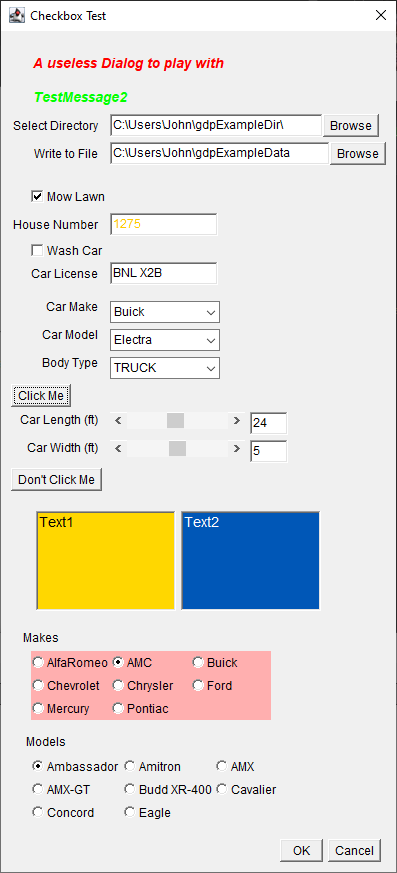 Checkbox Test
A useless Dialog to play with
TestMessage2
Select Directory C:\Users\John\gdpExampleDir\ Browse
Write to File C:\Users\John\gdpExampleData Browse
Mow Lawn
House Number 1275
Wash Car
Car License BNL X2B
Car Make Buick
Car Model Electra
Body Type TRUCK
Click Me
Car Length (ft) 24
Car Width (ft) 5
Don't Click Me
Text1 Text2
Makes
AlfaRomeo AMC Buick
Chevrolet Chrysler Ford
Mercury Pontiac
Models
Ambassador Amitron AMX
AMX-GT Budd XR-400 Cavalier
Concord Eagle
OK Cancel